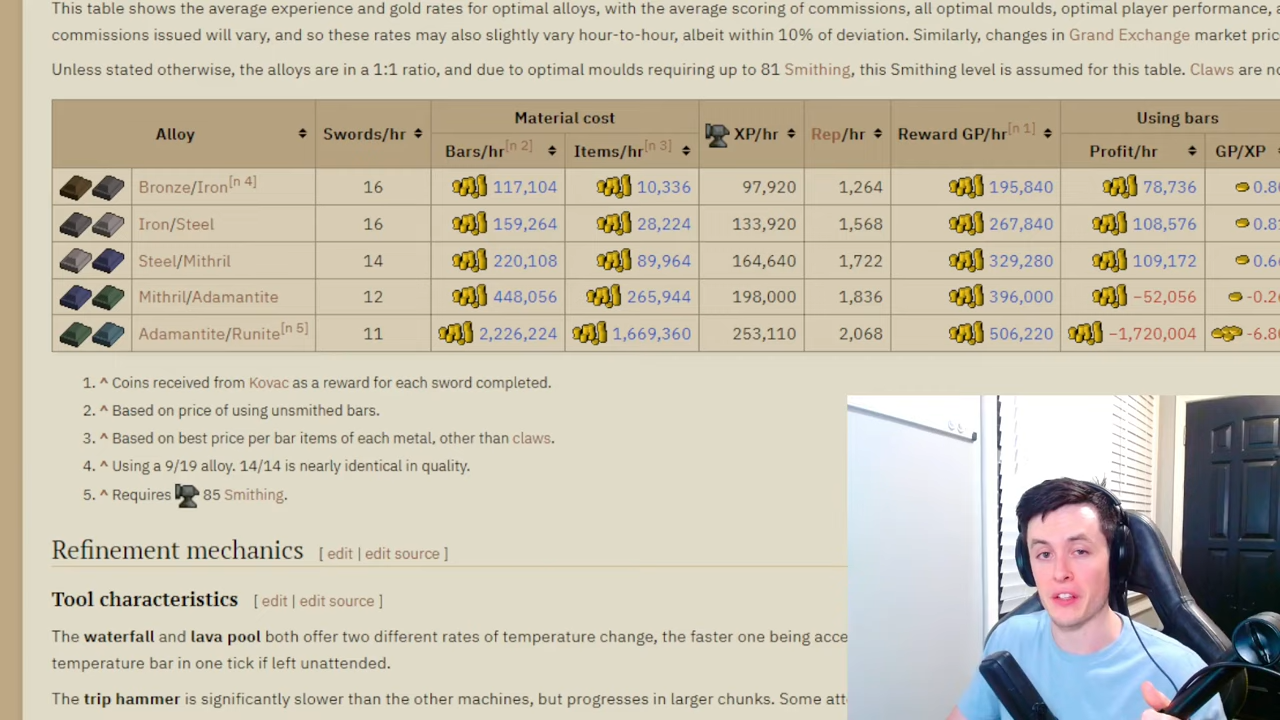 This table shows the average experience and gold rates for optimal alloys, with the average scoring of commissions, all optimal moulds, optimal player performance,
commissions issued will vary, and so these rates may also slightly vary hour-to-hour, albeit within 10% of deviation. Similarly, changes in Grand Exchange market
Unless stated otherwise, the alloys are in a 1:1 ratio, and due to optimal moulds requiring up to 81 Smithing, this Smithing level is assumed for this table. Claws are
Alloy Swords/hr Material cost XP/hr Rep/hr Reward GP/hr[n 1] Using bars
Bars/hr[n 2] Items/hr[n 3] Profit/hr GP/XP
Bronze/Iron[n 4] 16 117,104 10,336 97,920 1,264 195,840 78,736
Iron/Steel 16 159,264 28,224 133,920 1,568 267,840 108,576
Steel/Mithril 14 220,108 89,964 164,640 1,722 329,280 109,172
Mithril/Adamantite 12 448,056 265,944 198,000 1,836 396,000 −52,056
Adamantite/Runite[n 5] 11 2,226,224 1,669,360 253,110 2,068 506,220 −1,720,004
1. ^ Coins received from Kovac as a reward for each sword completed.
2. ^ Based on price of using unsmithed bars.
3. ^ Based on best price per bar items of each metal, other than claws.
4. ^ Using a 9/19 alloy. 14/14 is nearly identical in quality.
5. ^ Requires 85 Smithing.
Refinement mechanics [ edit | edit source ]
Tool characteristics [ edit | edit source ]
The waterfall and lava pool both offer two different rates of temperature change, the faster one being
temperature bar in one tick if left unattended.
The trip hammer is significantly slower than the other machines, but progresses in larger chunks. Some